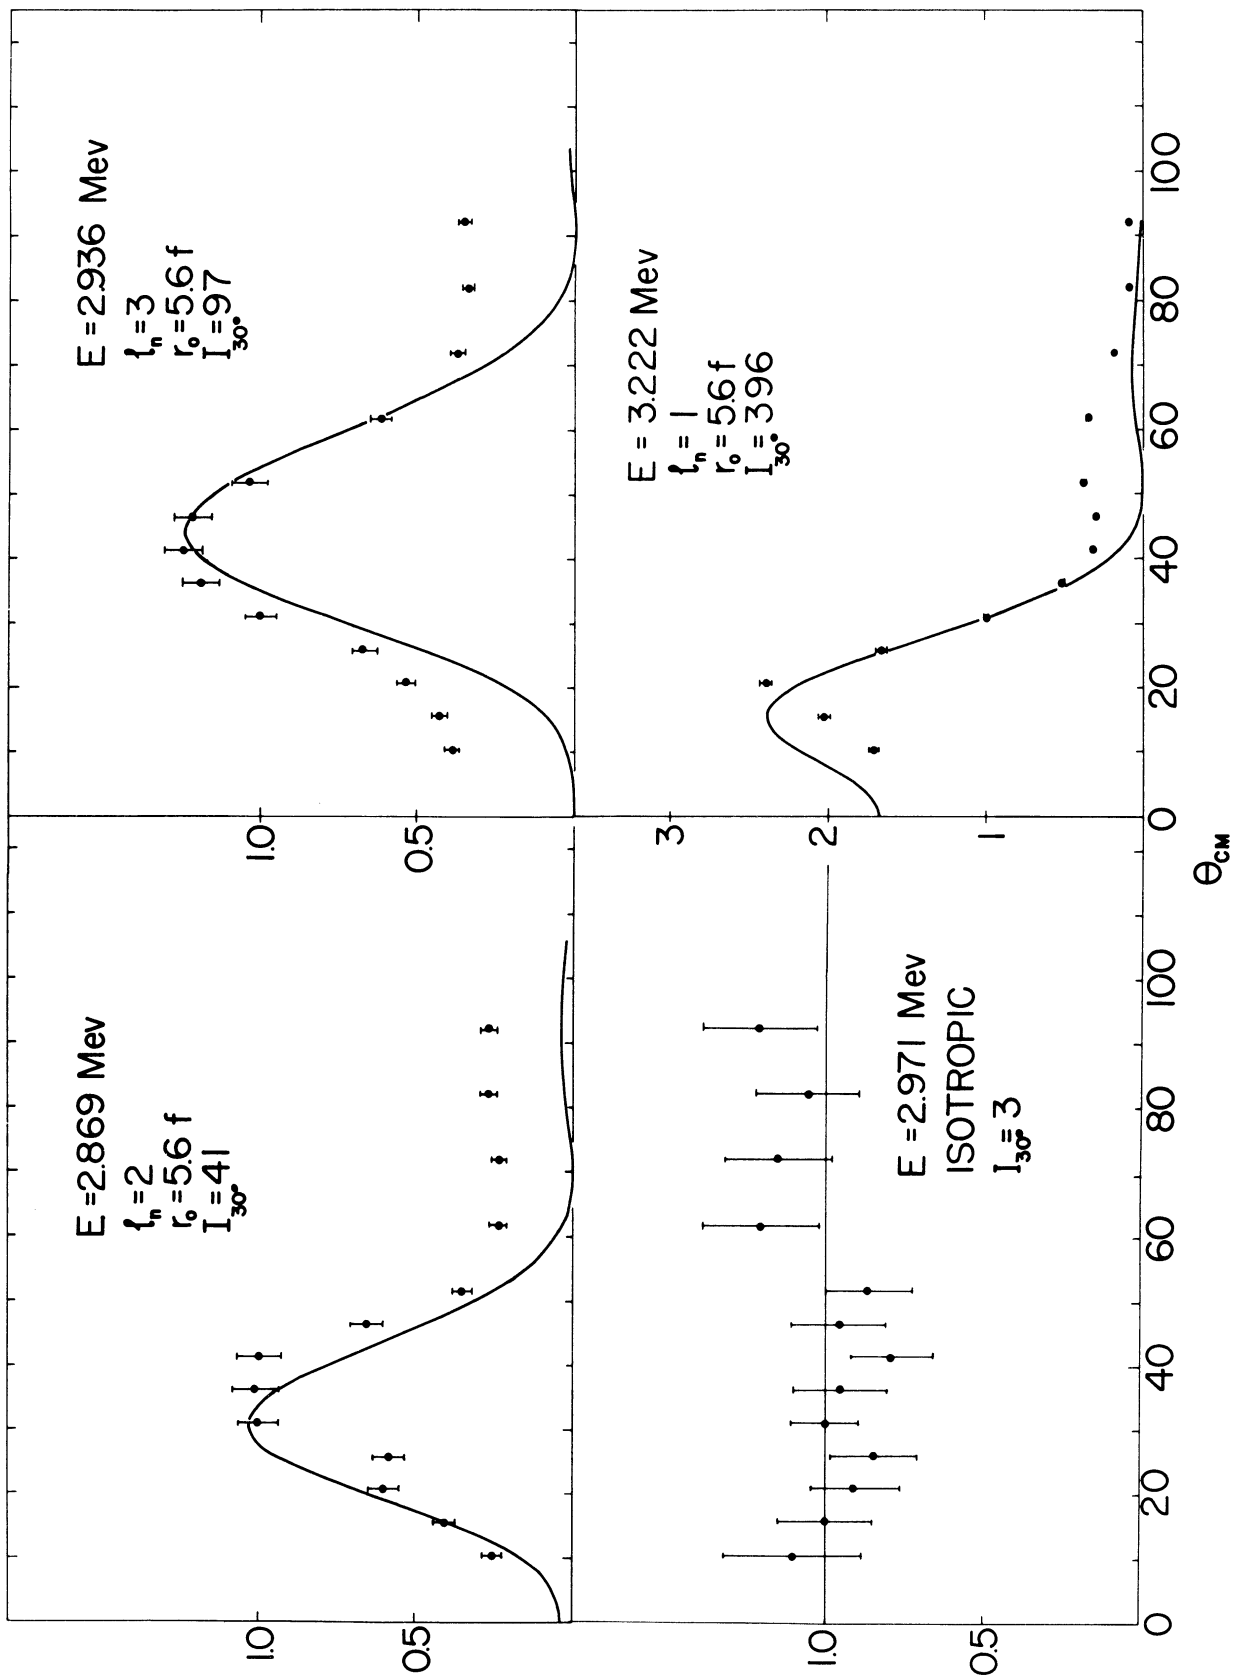 1.0
0.5
E = 2.869 Mev
ℓn = 2
r₀ = 5.6 f
I₃₀° = 41
1.0
0.5
E = 2.936 Mev
ℓn = 3
r₀ = 5.6 f
I₃₀° = 97
1.0
0.5
E = 2.971 Mev
ISOTROPIC
I₃₀° = 3
3
2
1
E = 3.222 Mev
ℓn = 1
r₀ = 5.6 f
I₃₀° = 396
0 20 40 60 80 100 0 20 40 60 80 100
θCM